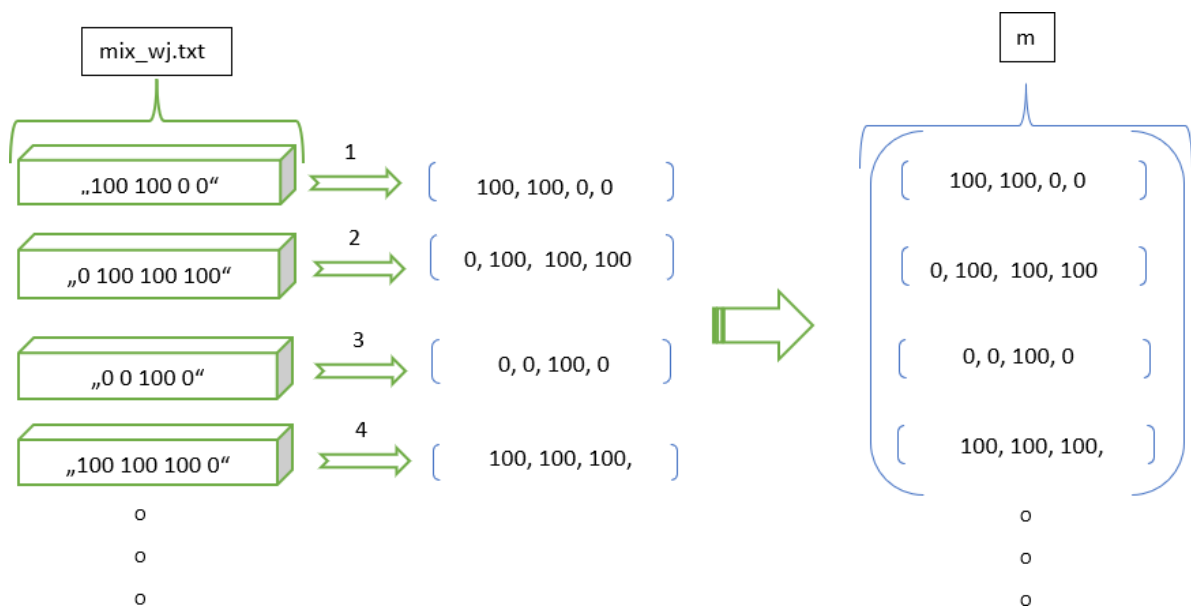 mix_wj.txt
m
„100 100 0 0“
1
100, 100, 0, 0
100, 100, 0, 0
„0 100 100 100“
2
0, 100, 100, 100
0, 100, 100, 100
„0 0 100 0“
3
0, 0, 100, 0
0, 0, 100, 0
„100 100 100 0“
4
100, 100, 100,
100, 100, 100,
o
o
o
o
o
o